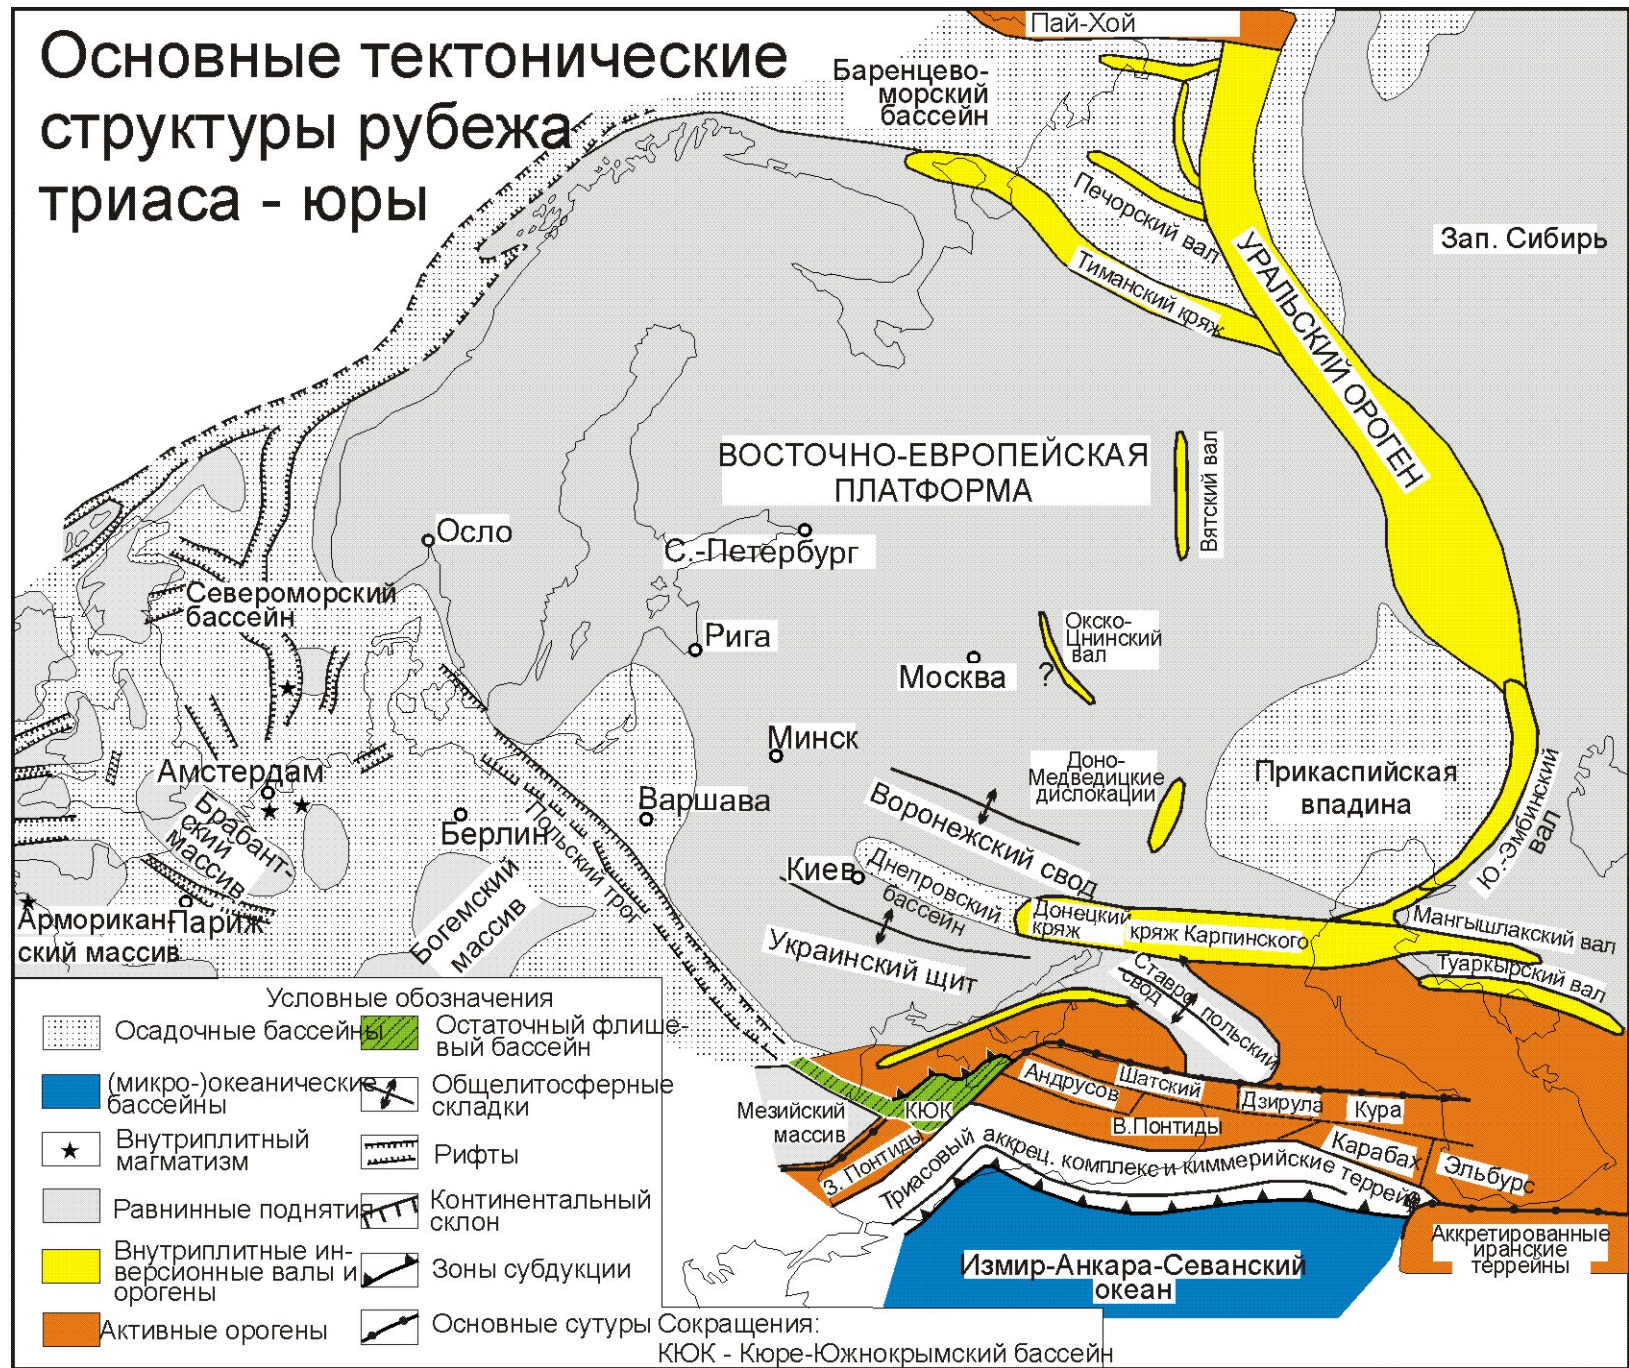 Основные тектонические
структуры рубежа
триаса - юры
Пай-Хой
Баренцево-
морский
бассейн
Печорский вал
Тиманский кряж
УРАЛЬСКИЙ ОРОГЕН
Зап. Сибирь
ВОСТОЧНО-ЕВРОПЕЙСКАЯ
ПЛАТФОРМА
Вятский вал
Осло
С.-Петербург
Североморский
бассейн
Рига
Москва
Окско-
Цнинский
вал
?
Минск
Амстердам
Варшава
Берлин
Доно-
Медведицкие
дислокации
Прикаспийская
впадина
Ю.-Эмбинский
вал
Брабант-
ский
массив
Польский трог
Воронежский свод
Киев
Днепровский
бассейн
Армориканский
ский массив
Париж
Богемский
массив
Украинский щит
Донецкий
кряж
кряж Карпинского
Мангышлакский вал
Туаркырский вал
Ставропольский
свод
Мезийский
массив
КЮК
Андрусов
Шатский
Дзирула
Кура
В.Понтиды
З. Понтиды
Карабах
Эльбурс
Триасовый аккрец. комплекс и киммерийские террейны
Измир-Анкара-Севанский
океан
Аккретированные
иранские
террейны
Условные обозначения
Осадочные бассейны
(микро-)океанические
бассейны
Внутриплитный
магматизм
Равнинные поднятия
Внутриплитные ин-
версионные валы и
орогены
Активные орогены
Остаточный флише-
вый бассейн
Общелитосферные
складки
Рифты
Континентальный
склон
Зоны субдукции
Основные сутуры
Сокращения:
КЮК - Кюре-Южнокрымский бассейн